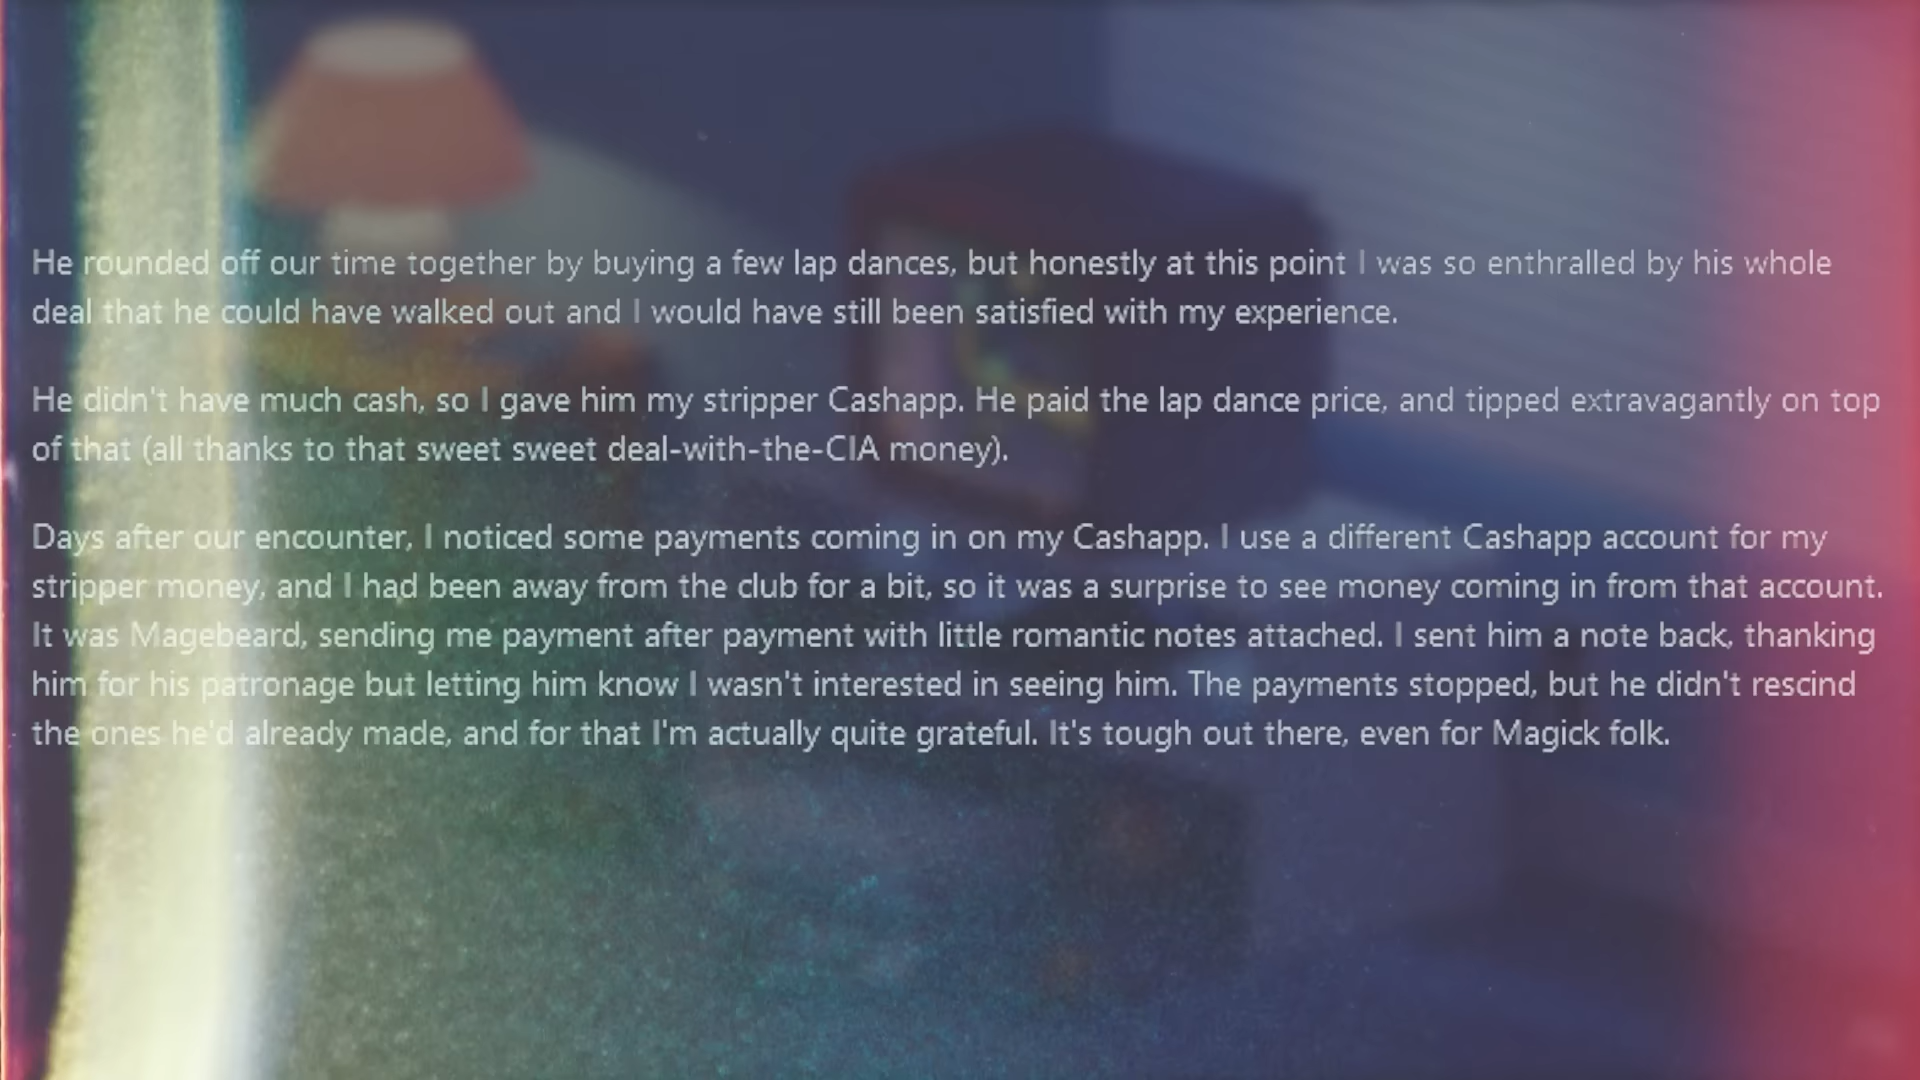 He rounded off our time together by buying a few lap dances, but honestly at this point I was so enthralled by his whole
deal that he could have walked out and I would have still been satisfied with my experience.
He didn't have much cash, so I gave him my stripper Cashapp. He paid the lap dance price, and tipped extravagantly on top
of that (all thanks to that sweet sweet deal-with-the-CIA money).
Days after our encounter, I noticed some payments coming in on my Cashapp. I use a different Cashapp account for my
stripper money, and I had been away from the club for a bit, so it was a surprise to see money coming in from that account.
It was Magebeard, sending me payment after payment with little romantic notes attached. I sent him a note back, thanking
him for his patronage but letting him know I wasn't interested in seeing him. The payments stopped, but he didn't rescind
the ones he'd already made, and for that I'm actually quite grateful. It's tough out there, even for Magick folk.